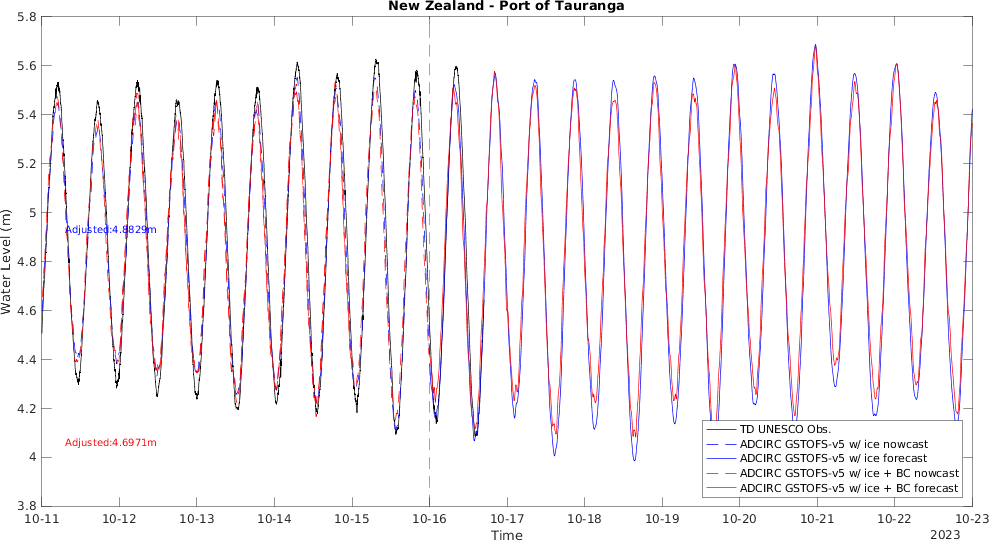 New Zealand - Port of Tauranga
5.8
5.6
5.4
5.2
5
4.8
4.6
4.4
4.2
4
3.8
Water Level (m)
Adjusted:4.8829m
Adjusted:4.6971m
TD UNESCO Obs.
ADCIRC GSTOFS-v5 w/ ice nowcast
ADCIRC GSTOFS-v5 w/ ice forecast
ADCIRC GSTOFS-v5 w/ ice + BC nowcast
ADCIRC GSTOFS-v5 w/ ice + BC forecast
10-11 10-12 10-13 10-14 10-15 10-16 10-17 10-18 10-19 10-20 10-21 10-22 10-23
Time
2023